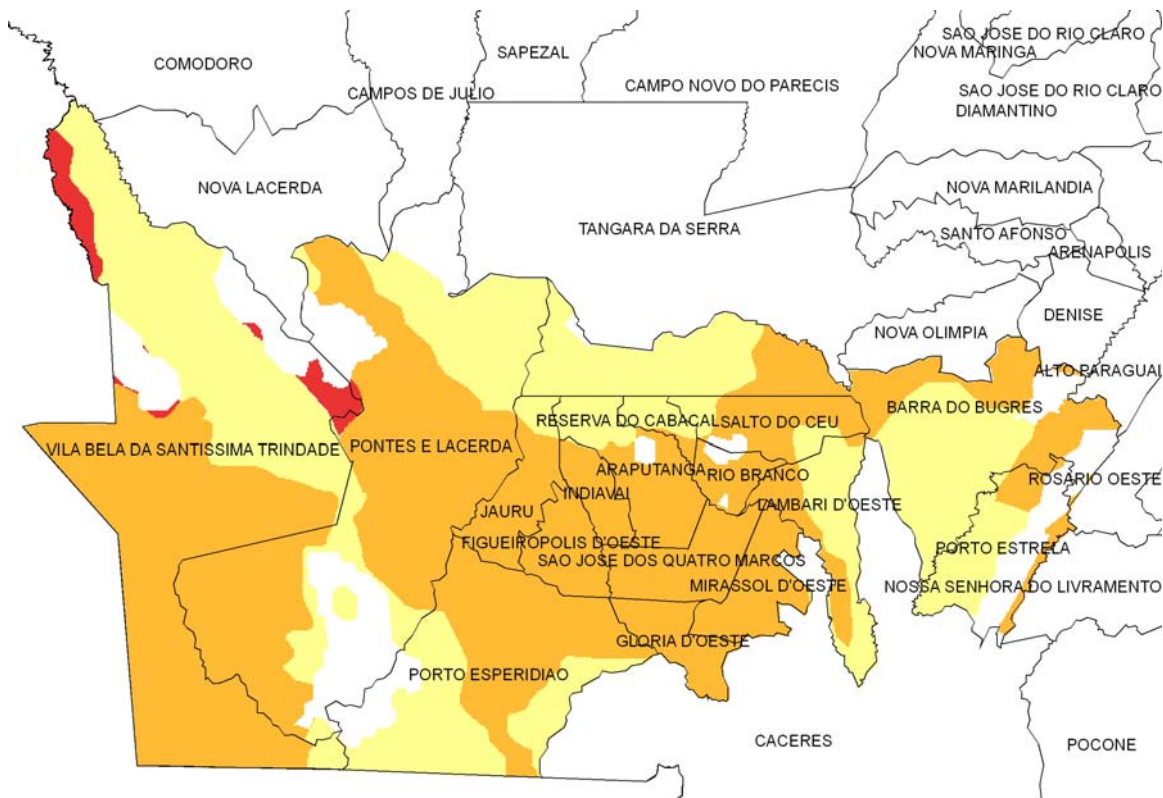 SAO JOSE DO RIO CLARO
NOVA MARINGA
SAPEZAL
COMODORO
CAMPOS DE JULIO
CAMPO NOVO DO PARECIS
SAO JOSE DO RIO CLARO
DIAMANTINO
NOVA LACERDA
NOVA MARILANDIA
TANGARA DA SERRA
SANTO AFONSO
ARENAPOLIS
NOVA OLIMPIA
DENISE
ALTO PARAGUAI
BARRA DO BUGRES
RESERVA DO CABACAL
SALTO DO CEU
VILA BELA DA SANTISSIMA TRINDADE
PONTES E LACERDA
ARAPUTANGA
RIO BRANCO
ROSARIO OESTE
INDIAVAI
LAMBARI D'OESTE
JAURU
FIGUEIROPOLIS D'OESTE
PORTO ESTRELA
SAO JOSE DOS QUATRO MARCOS
MIRASSOL D'OESTE
NOSSA SENHORA DO LIVRAMENTO
GLORIA D'OESTE
PORTO ESPERIDIAO
CACERES
POCONE